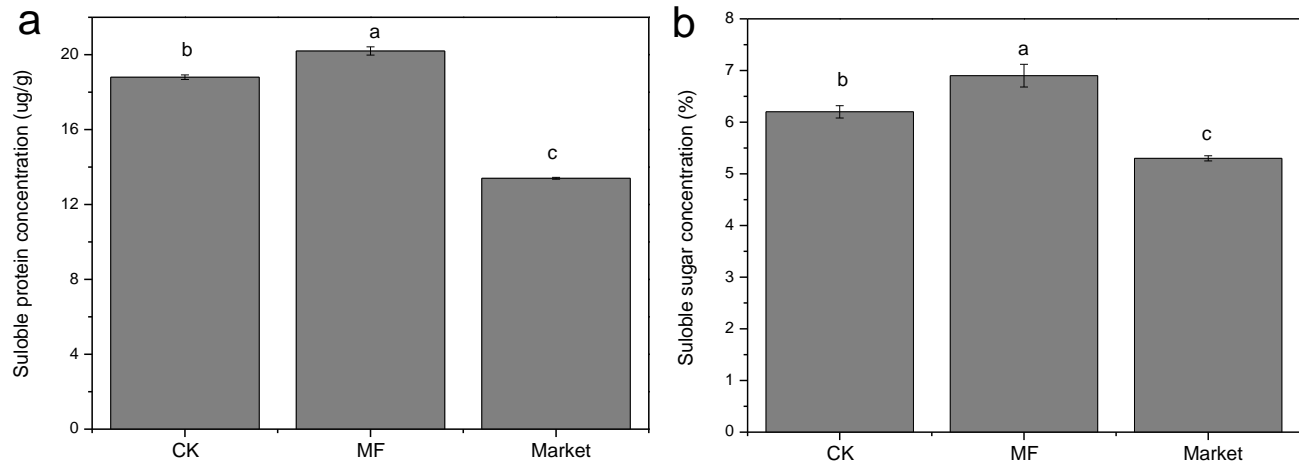 a
Suloble protein concentration (ug/g)
20
16
12
8
4
0
b
a
c
CK MF Market
b
Suloble sugar concentration (%)
8
7
6
5
4
3
2
1
0
b
a
c
CK MF Market